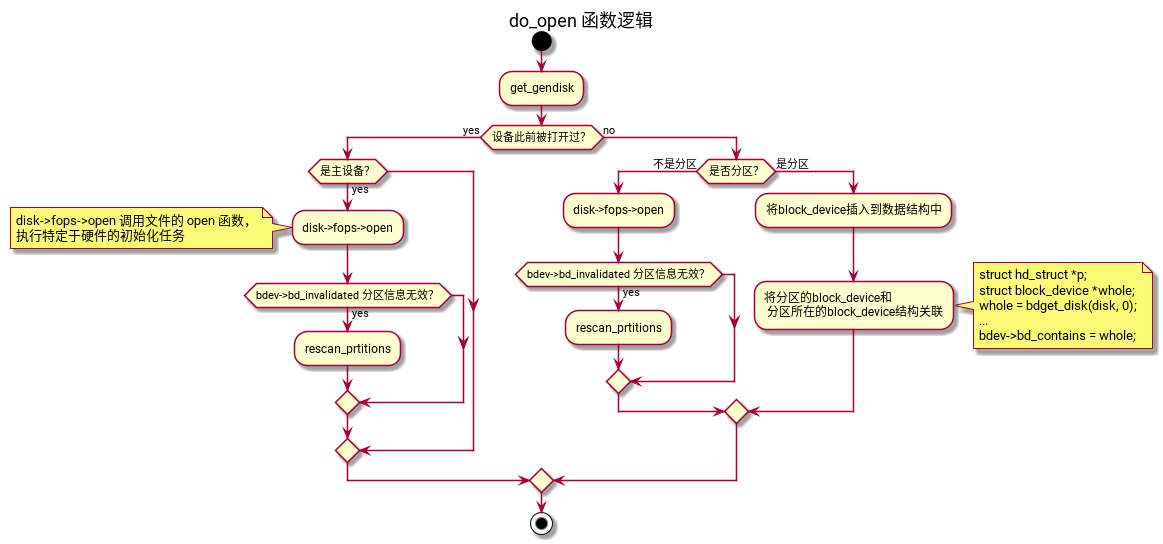 do_open 函数逻辑
get_gendisk
设备此前被打开过?
yes
no
是主设备?
yes
disk->fops->open 调用文件的 open 函数，
执行特定于硬件的初始化任务
disk->fops->open
bdev->bd_invalidated 分区信息无效?
yes
rescan_prtitions
是否分区?
不是分区
是分区
disk->fops->open
bdev->bd_invalidated 分区信息无效?
yes
rescan_prtitions
将block_device插入到数据结构中
将分区的block_device和
分区所在的block_device结构关联
struct hd_struct *p;
struct block_device *whole;
whole = bdget_disk(disk, 0);
...
bdev->bd_contains = whole;